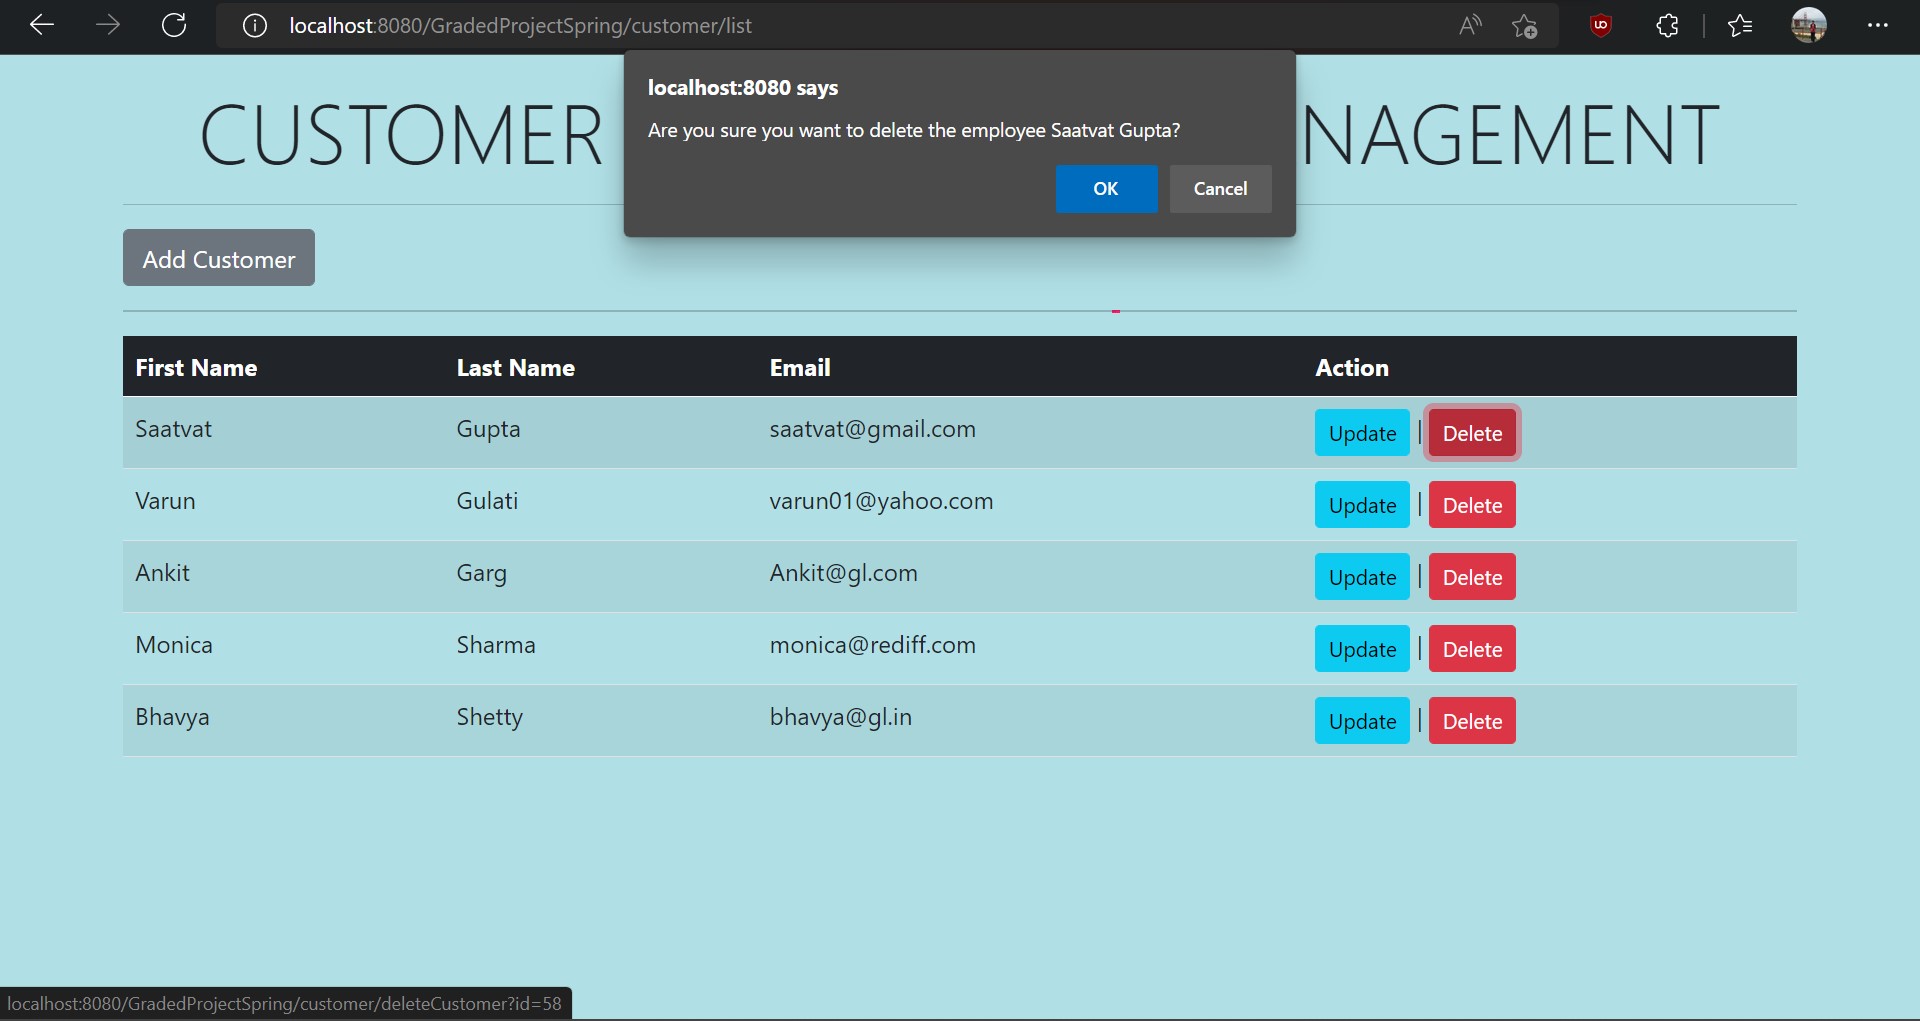 localhost:8080/GradedProjectSpring/customer/list
localhost:8080 says
Are you sure you want to delete the employee Saatvat Gupta?
OK Cancel
CUSTOMER NAGEMENT
Add Customer
First Name Last Name Email Action
Saatvat Gupta saatvat@gmail.com Update | Delete
Varun Gulati varun01@yahoo.com Update | Delete
Ankit Garg Ankit@gl.com Update | Delete
Monica Sharma monica@rediff.com Update | Delete
Bhavya Shetty bhavya@gl.in Update | Delete
localhost:8080/GradedProjectSpring/customer/deleteCustomer?id=58